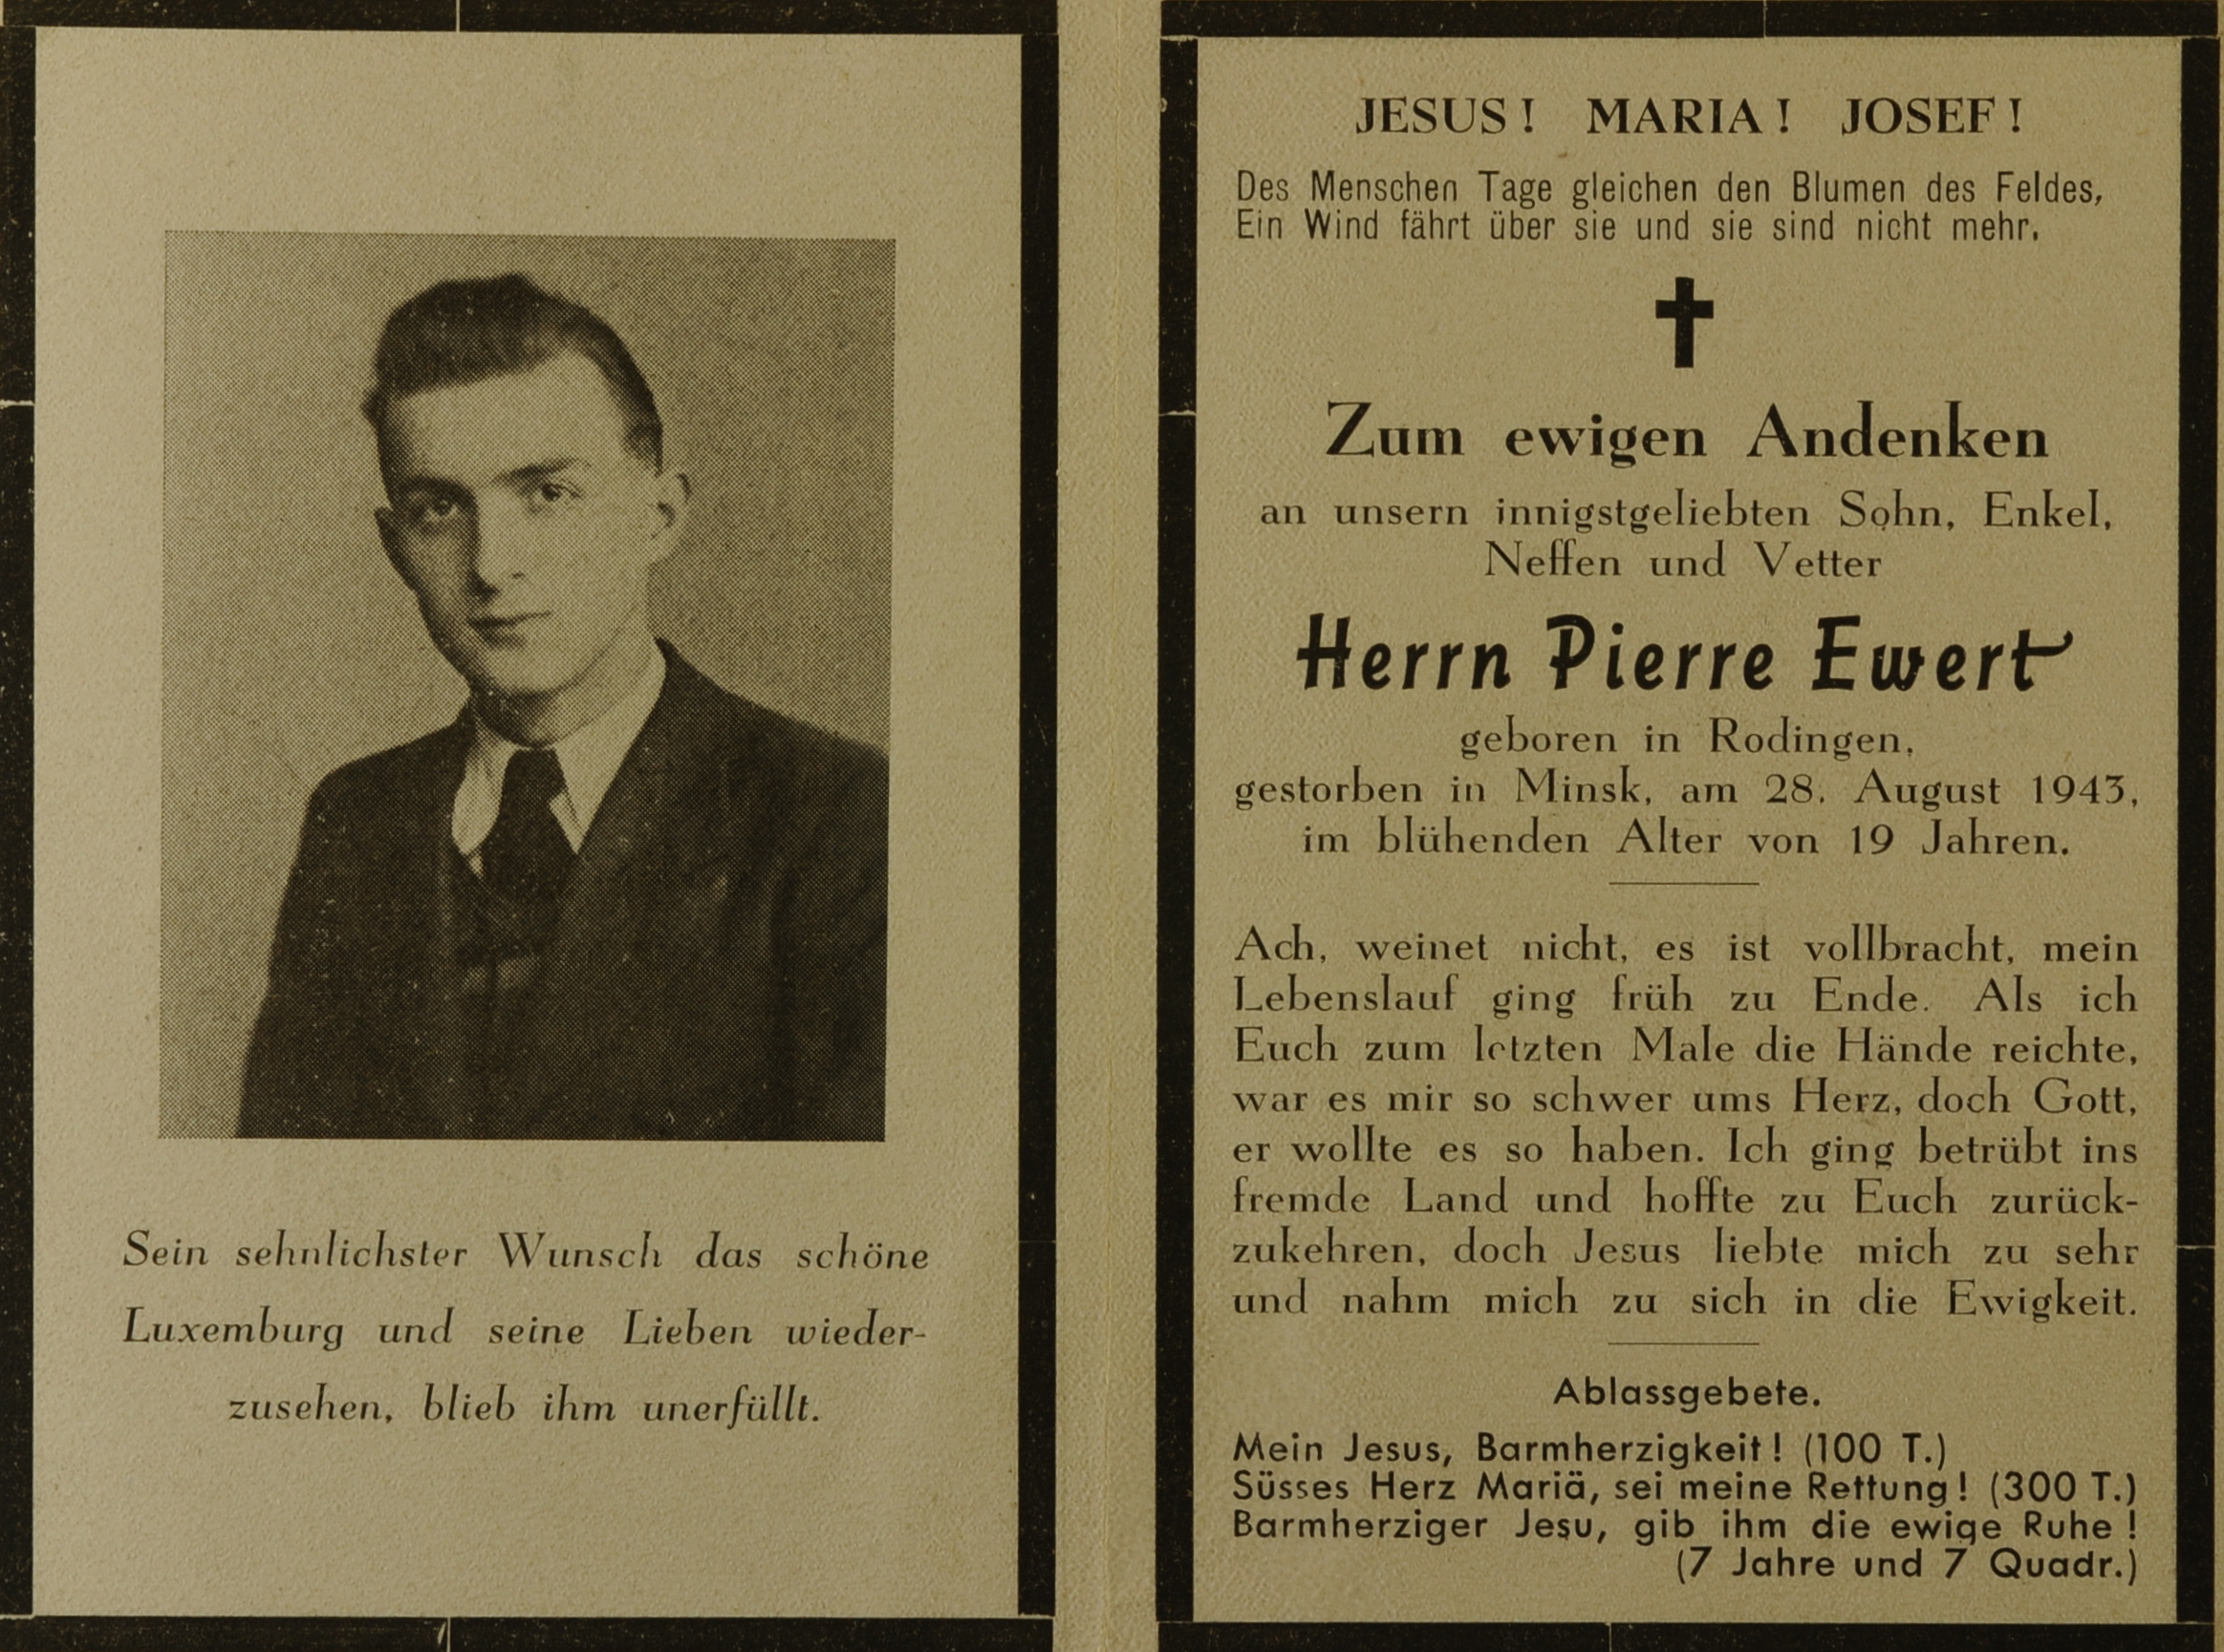 Sein sehnlichster Wunsch das schöne
Luxemburg und seine Lieben wieder-
zusehen, blieb ihm unerfüllt.
JESUS! MARIA! JOSEF!
Des Menschen Tage gleichen den Blumen des Feldes,
Ein Wind fährt über sie und sie sind nicht mehr.
Zum ewigen Andenken
an unsern innigstgeliebten Sohn, Enkel,
Neffen und Vetter
Herrn Pierre Ewert
geboren in Rodingen,
gestorben in Minsk, am 28. August 1943,
im blühenden Alter von 19 Jahren.
Ach, weinet nicht, es ist vollbracht, mein
Lebenslauf ging früh zu Ende. Als ich
Euch zum letzten Male die Hände reichte,
war es mir so schwer ums Herz, doch Gott,
er wollte es so haben. Ich ging betrübt ins
fremde Land und hoffte zu Euch zurück-
zukehren, doch Jesus liebte mich zu sehr
und nahm mich zu sich in die Ewigkeit.
Ablassgebete.
Mein Jesus, Barmherzigkeit! (100 T.)
Süsses Herz Mariä, sei meine Rettung! (300 T.)
Barmherziger Jesu, gib ihm die ewige Ruhe!
(7 Jahre und 7 Quadr.)